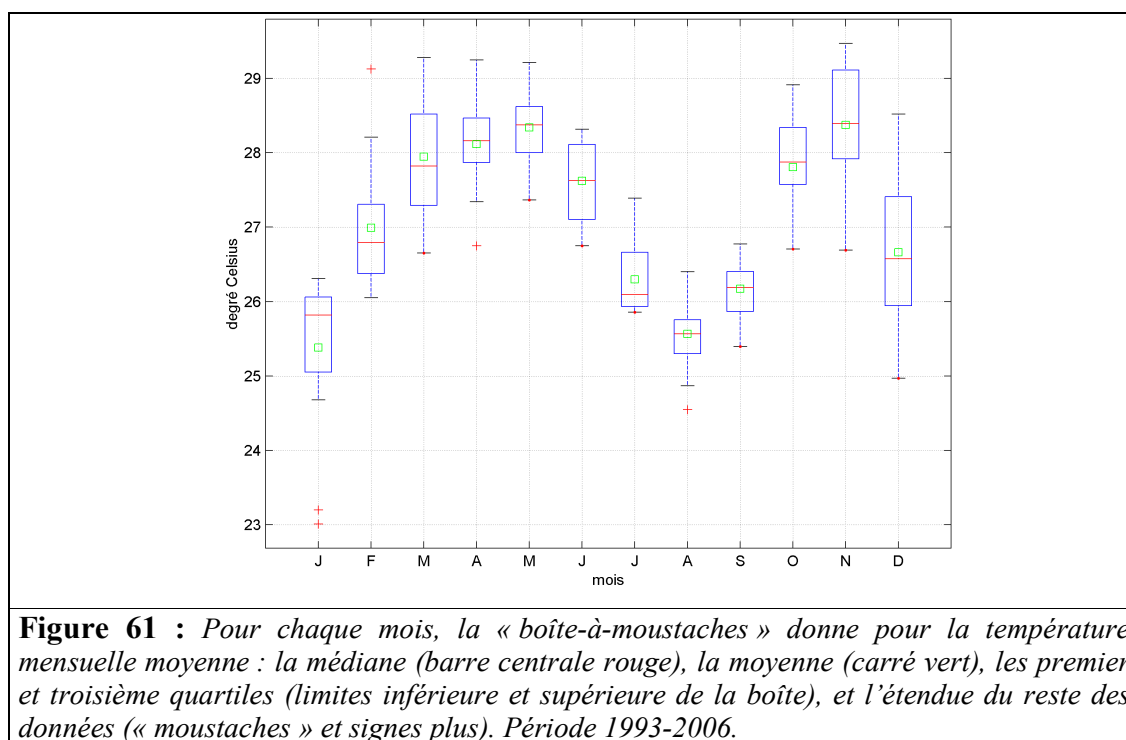 29
28
27
26
25
24
23
degré Celsius
J F M A M J J A S O N D
mois
Figure 61 : Pour chaque mois, la « boîte-à-moustaches » donne pour la température
mensuelle moyenne : la médiane (barre centrale rouge), la moyenne (carré vert), les premier
et troisième quartiles (limites inférieure et supérieure de la boîte), et l'étendue du reste des
données (« moustaches » et signes plus). Période 1993-2006.